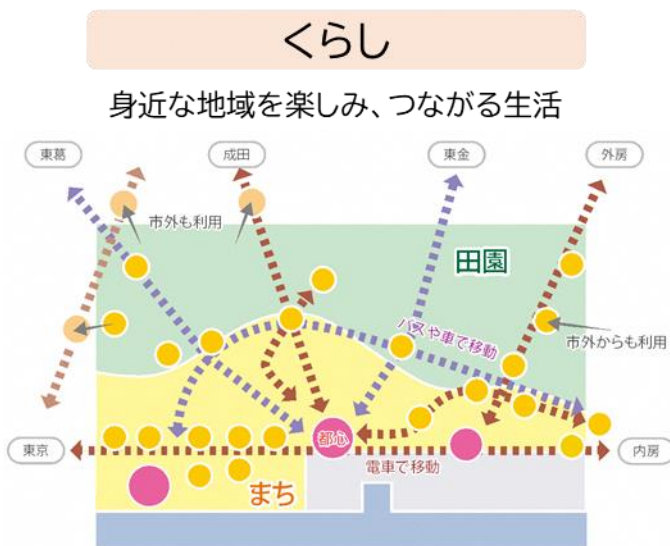 くらし
身近な地域を楽しみ、つながる生活
東葛
成田
東金
外房
市外も利用
田園
バスや車で移動
市外からも利用
都心
東京
電車で移動
内房
まち